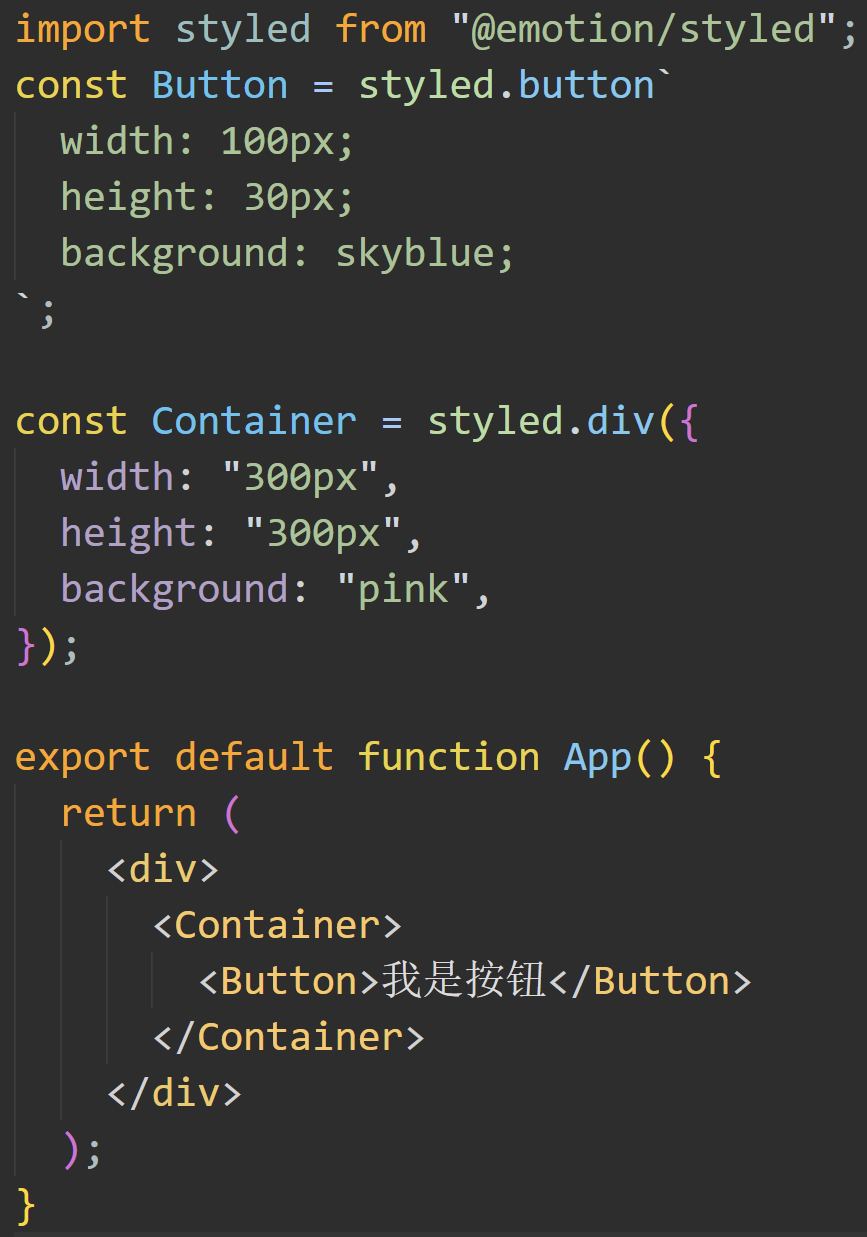 import styled from "@emotion/styled";
const Button = styled.button`
  width: 100px;
  height: 30px;
  background: skyblue;
`;

const Container = styled.div({
  width: "300px",
  height: "300px",
  background: "pink",
});

export default function App() {
  return (
    <div>
      <Container>
        <Button>我是按钮</Button>
      </Container>
    </div>
  );
}